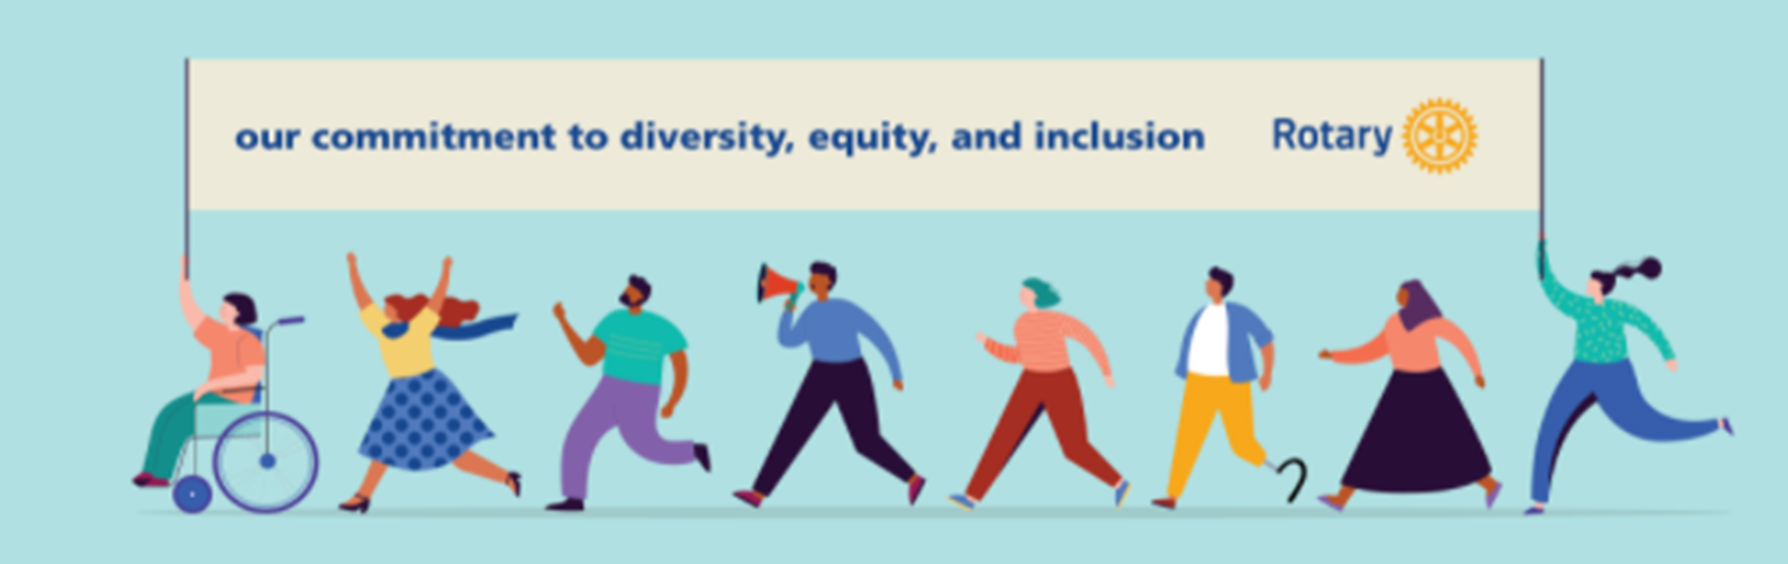 our commitment to diversity, equity, and inclusion Rotary